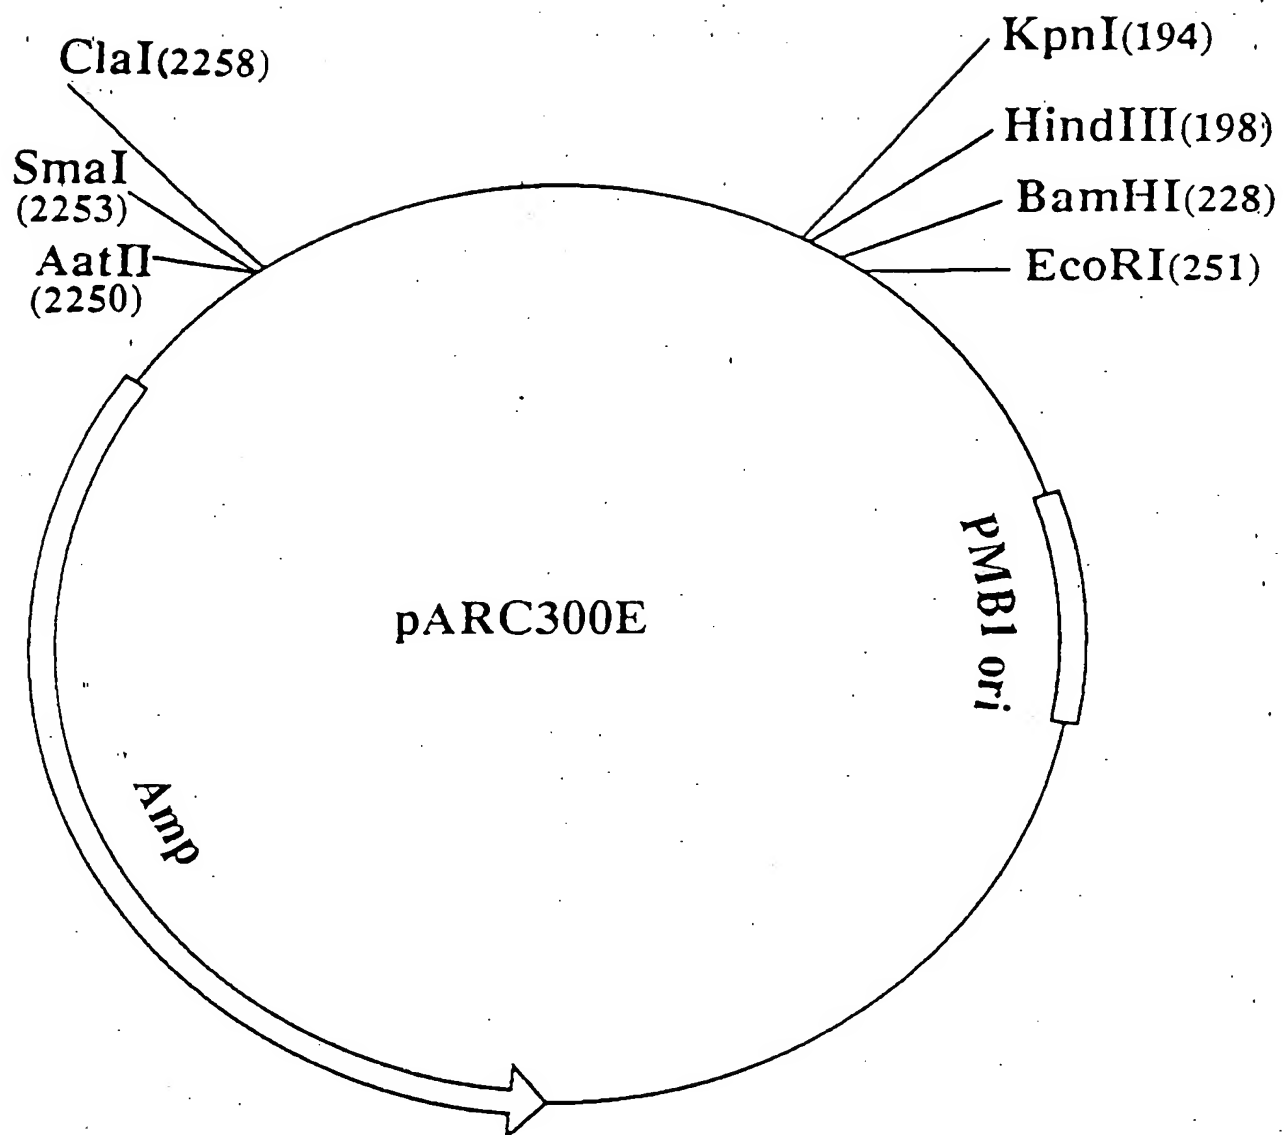 ClaI(2258)
SmaI
(2253)
AatII
(2250)
KpnI(194)
HindIII(198)
BamHI(228)
EcoRI(251)
pMB1 ori
pARC300E
Amp